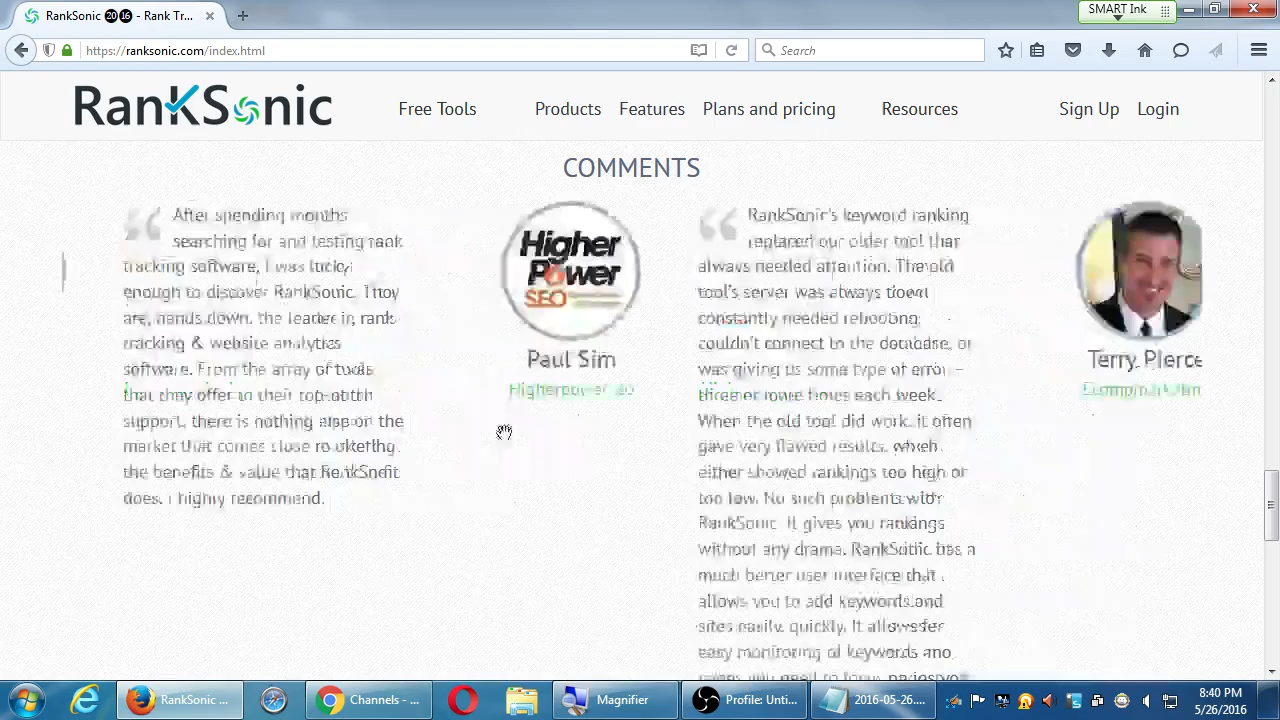 RankSonic 2016 - Rank Tr...
SMART Ink
https://ranksonic.com/index.html
Search
RankSonic
Free Tools
Products
Features
Plans and pricing
Resources
Sign Up
Login
COMMENTS
After spending months
searching for and testing rank
tracking software, I was lucky
enough to discover RankSonic. They
are, hands down, the leader in rank
tracking & website analytics
software. From the array of tools
that they offer to their top
support, there is nothing else on the
market that comes close to
the benefits & value that RankSonic
does. I highly recommend.
Higher
Power
SEO
Paul Sim
RankSonic's keyword ranking
replaced our older tool that
always needed attention. The old
tool's server was always down
constantly needed rebooting,
couldn't connect to the database, or
was giving us some type of error –
three or more hours each week.
When the old tool did work, it often
gave very flawed results, which
either showed rankings too high or
too low. No such problems with
RankSonic. It gives you rankings
without any drama. RankSonic has a
much better user interface that
allows you to add keywords and
sites easily, quickly. It allows for
easy monitoring of keywords and
Terry Pierce
RankSonic ...
Channels - ...
Magnifier
Profile: Unti...
2016-05-26....
8:40 PM
5/26/2016